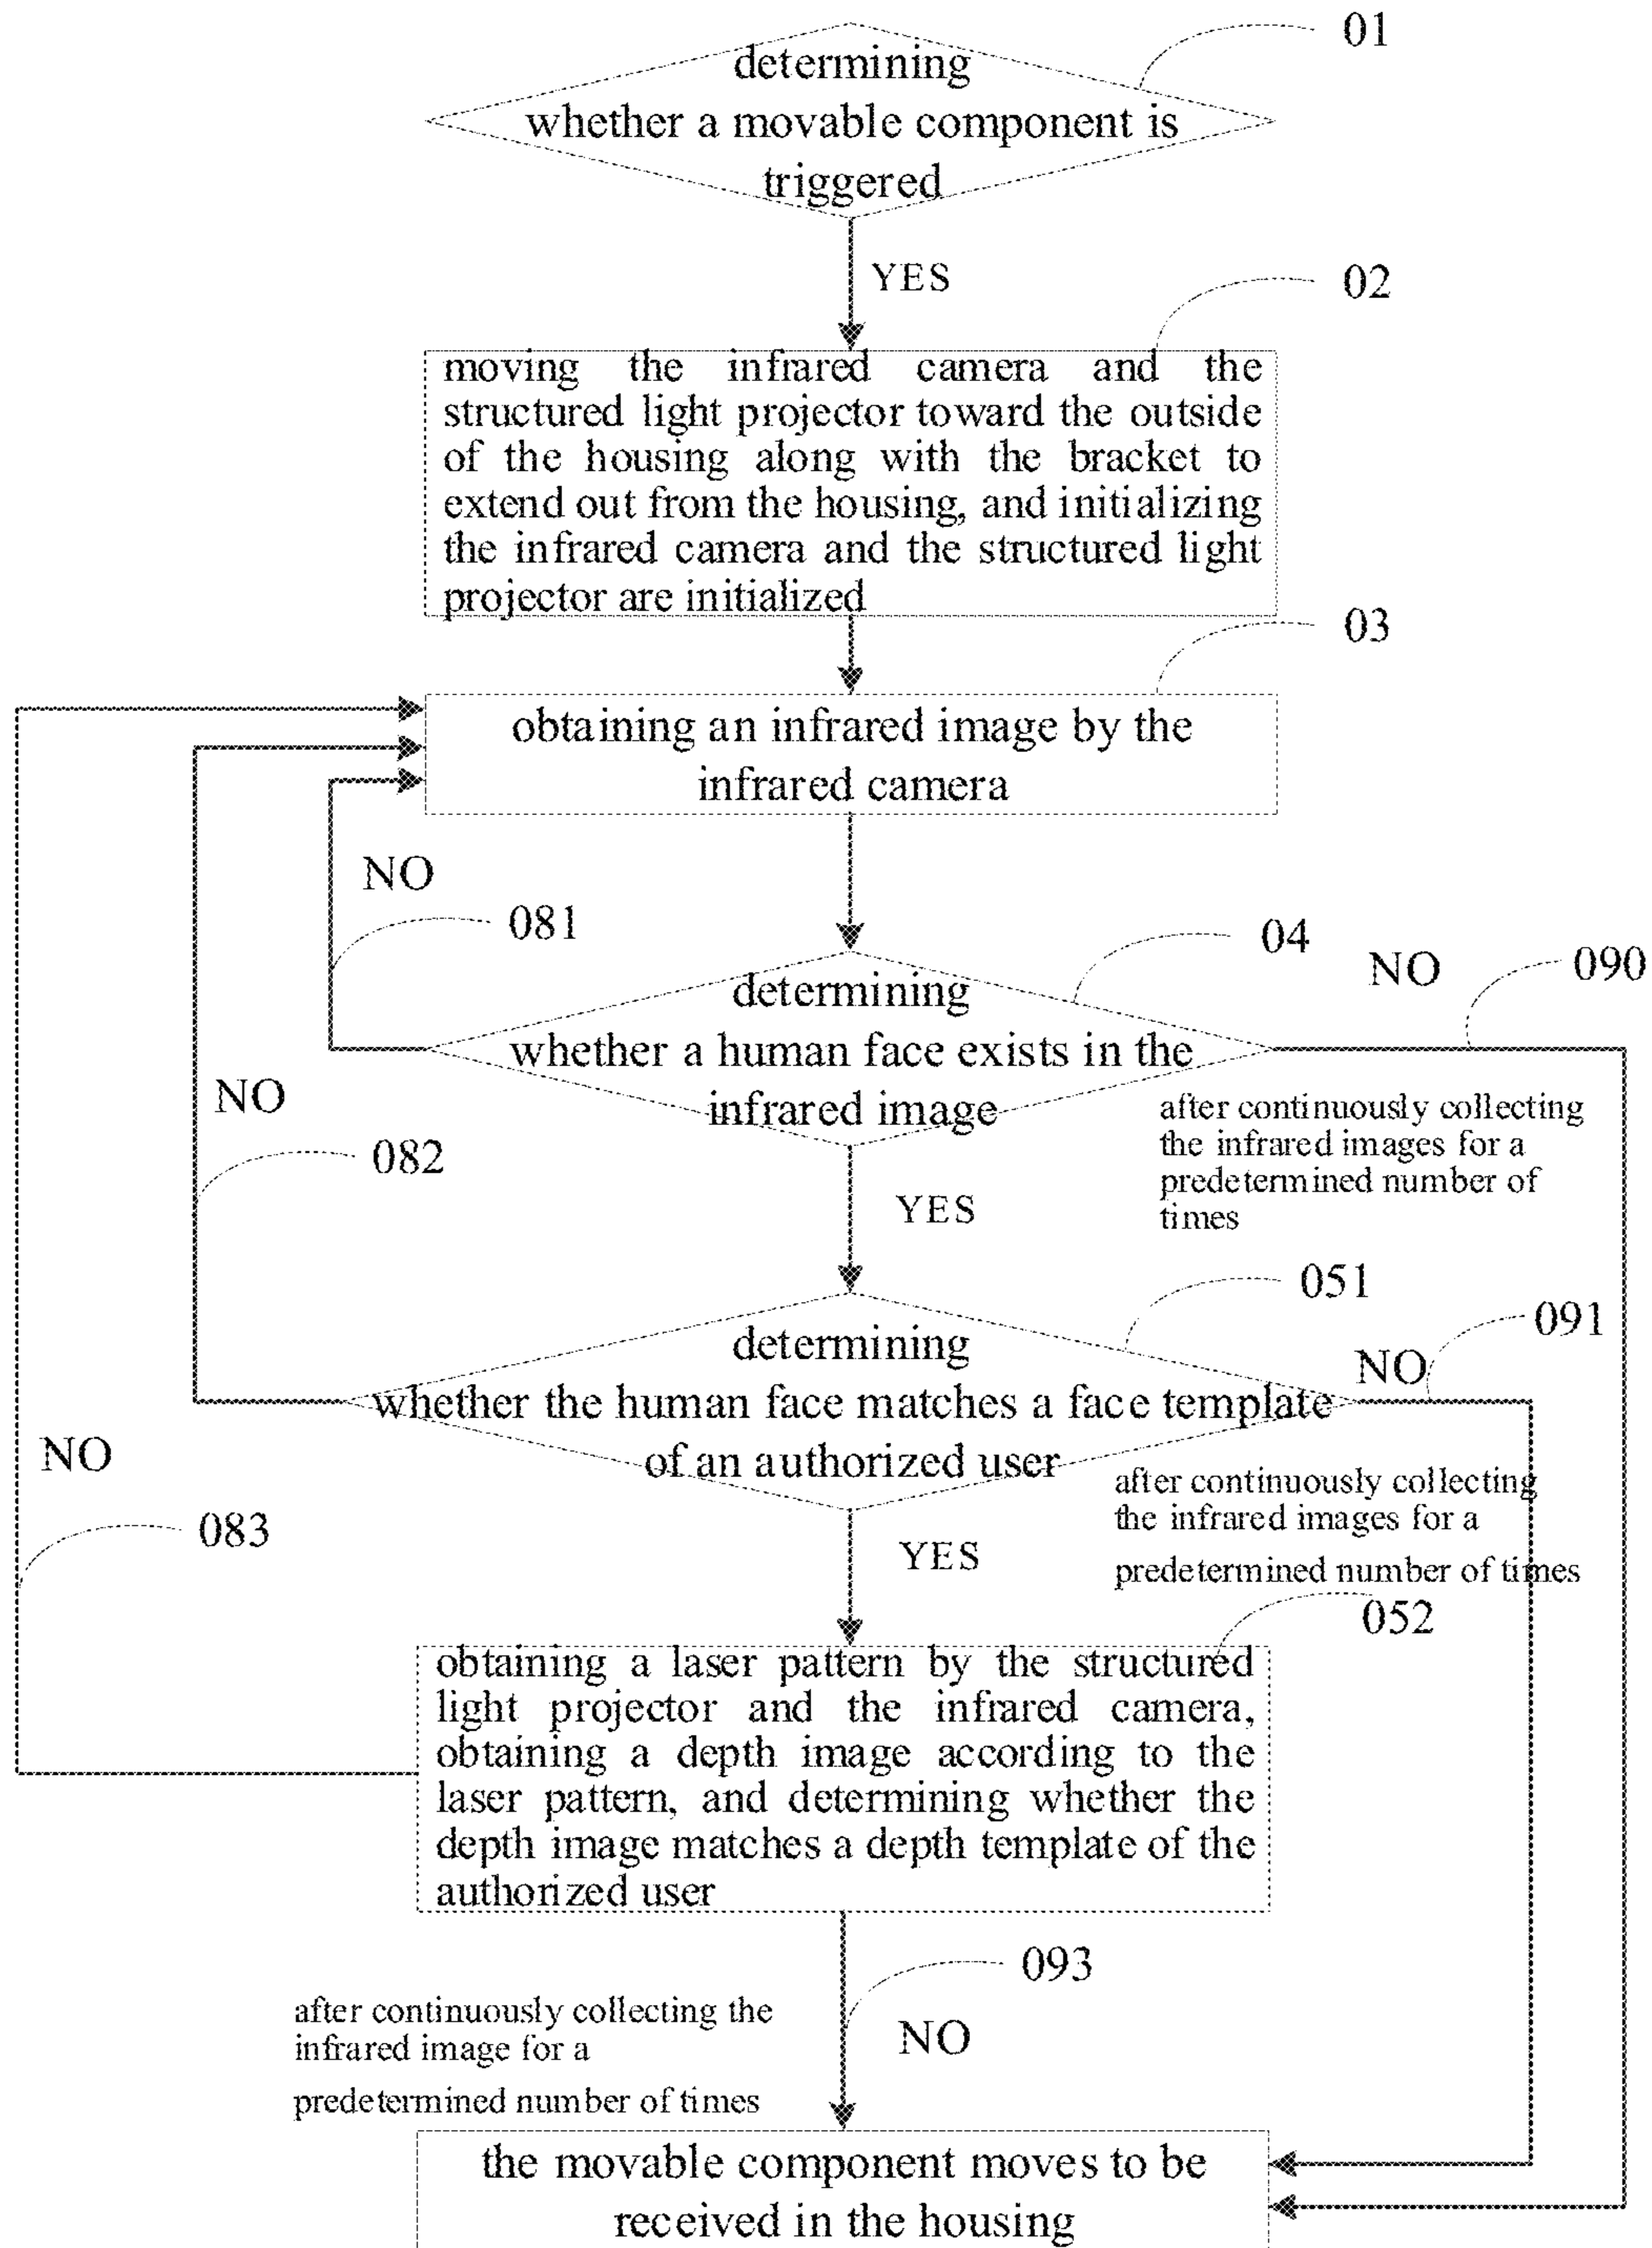 01
determining
whether a movable component is
triggered
YES
02
moving the infrared camera and the
structured light projector toward the outside
of the housing along with the bracket to
extend out from the housing, and initializing
the infrared camera and the structured light
projector are initialized
03
obtaining an infrared image by the
infrared camera
NO
081
04
NO
090
determining
whether a human face exists in the
infrared image
NO
082
after continuously collecting
the infrared images for a
predetermined number of
times
YES
051
091
determining
NO
whether the human face matches a face template
of an authorized user
NO
083
after continuously collecting
the infrared images for a
predetermined number of times
YES
052
obtaining a laser pattern by the structured
light projector and the infrared camera,
obtaining a depth image according to the
laser pattern, and determining whether the
depth image matches a depth template of the
authorized user
093
after continuously collecting the
infrared image for a
predetermined number of times
NO
the movable component moves to be
received in the housing